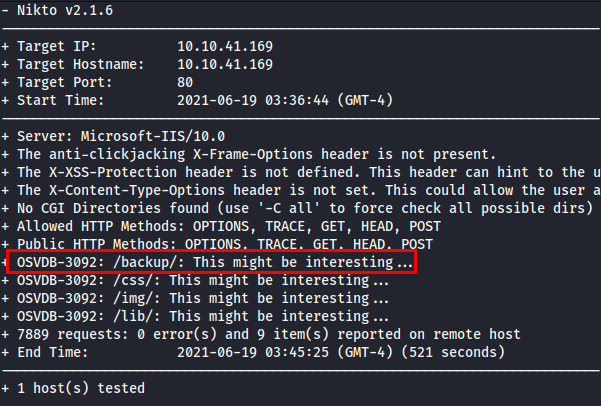 - Nikto v2.1.6
+ Target IP: 10.10.41.169
+ Target Hostname: 10.10.41.169
+ Target Port: 80
+ Start Time: 2021-06-19 03:36:44 (GMT-4)
+ Server: Microsoft-IIS/10.0
+ The anti-clickjacking X-Frame-Options header is not present.
+ The X-XSS-Protection header is not defined. This header can hint to the u
+ The X-Content-Type-Options header is not set. This could allow the user a
+ No CGI Directories found (use '-C all' to force check all possible dirs)
+ Allowed HTTP Methods: OPTIONS, TRACE, GET, HEAD, POST
+ Public HTTP Methods: OPTIONS, TRACE, GET, HEAD, POST
+ OSVDB-3092: /backup/: This might be interesting...
+ OSVDB-3092: /css/: This might be interesting...
+ OSVDB-3092: /img/: This might be interesting...
+ OSVDB-3092: /lib/: This might be interesting...
+ 7889 requests: 0 error(s) and 9 item(s) reported on remote host
+ End Time: 2021-06-19 03:45:25 (GMT-4) (521 seconds)
+ 1 host(s) tested